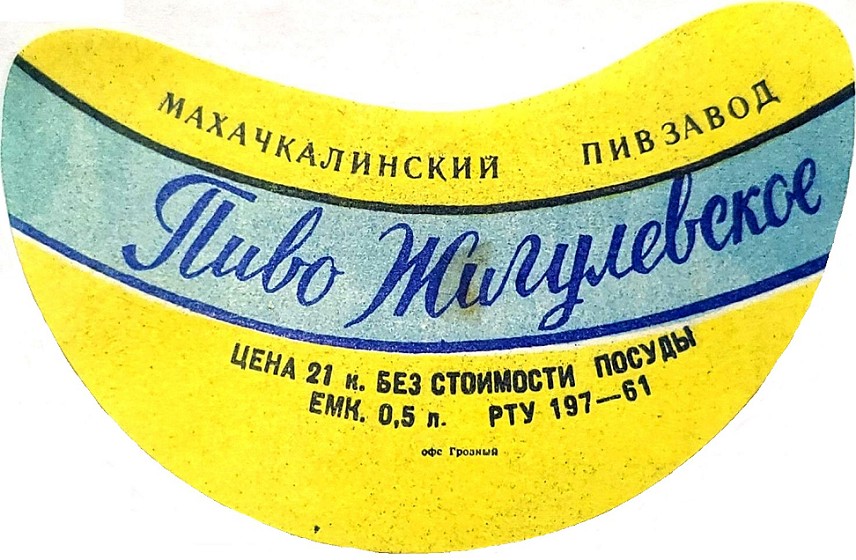 МАХАЧКАЛИНСКИЙ ПИВЗАВОД
Пиво Жигулевское
ЦЕНА 21 к. БЕЗ СТОИМОСТИ ПОСУДЫ
ЕМК. 0,5 л. РТУ 197—61
офс Грозный